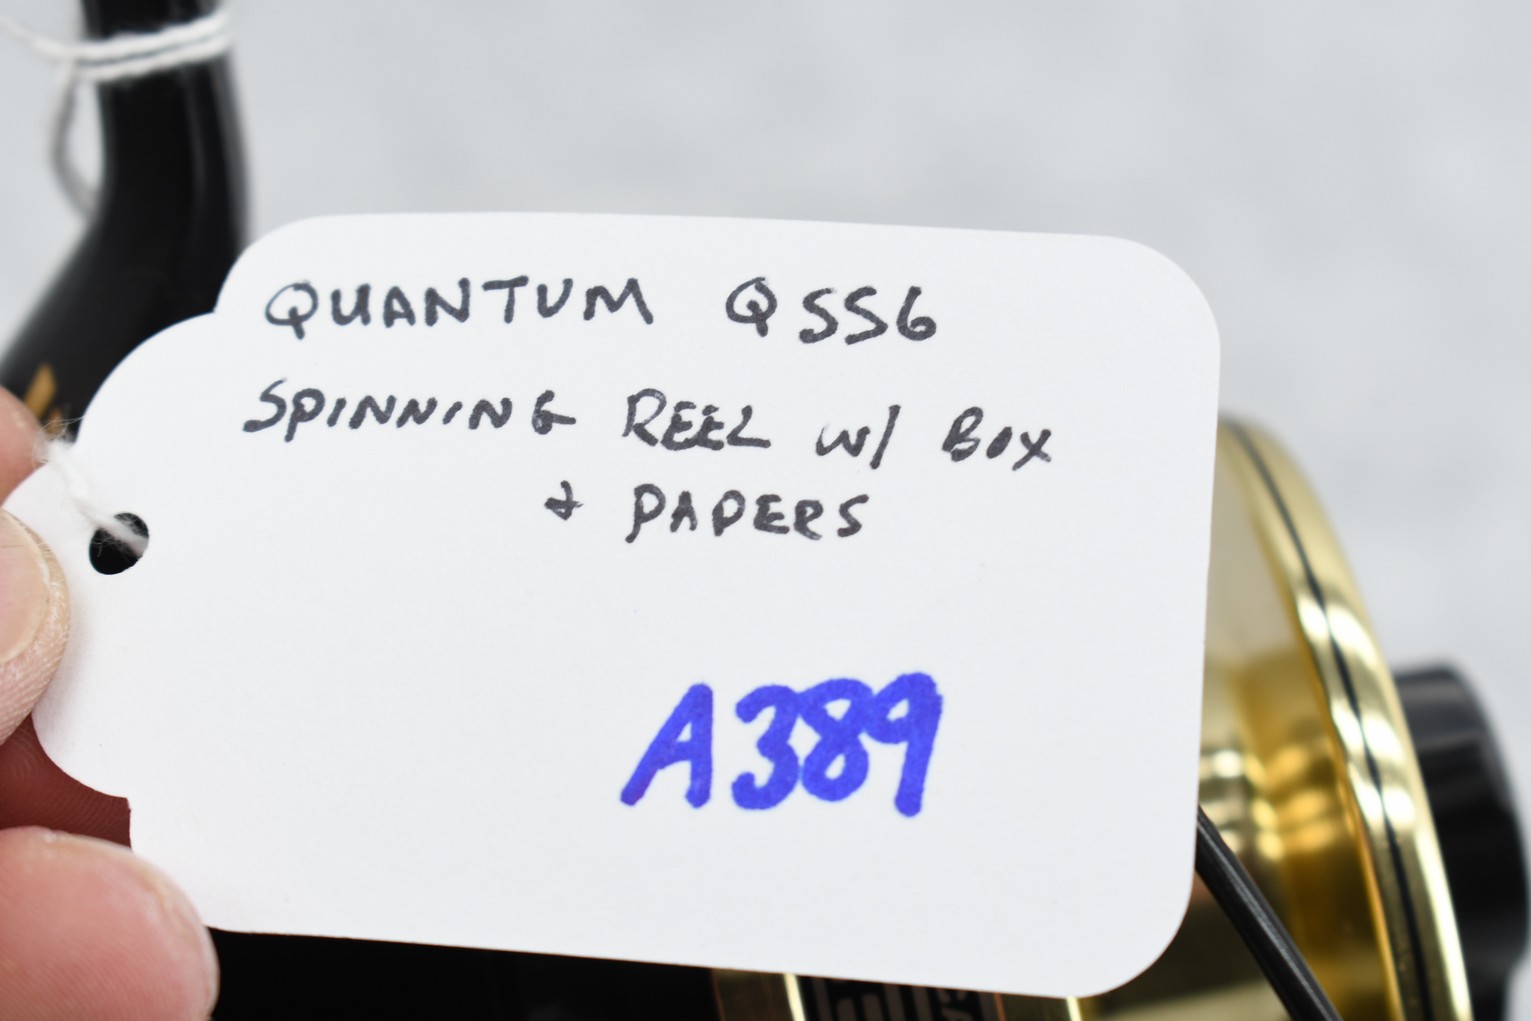 QUANTUM QSS6
SPINNING REEL w/ BOX
+ PAPERS
A389